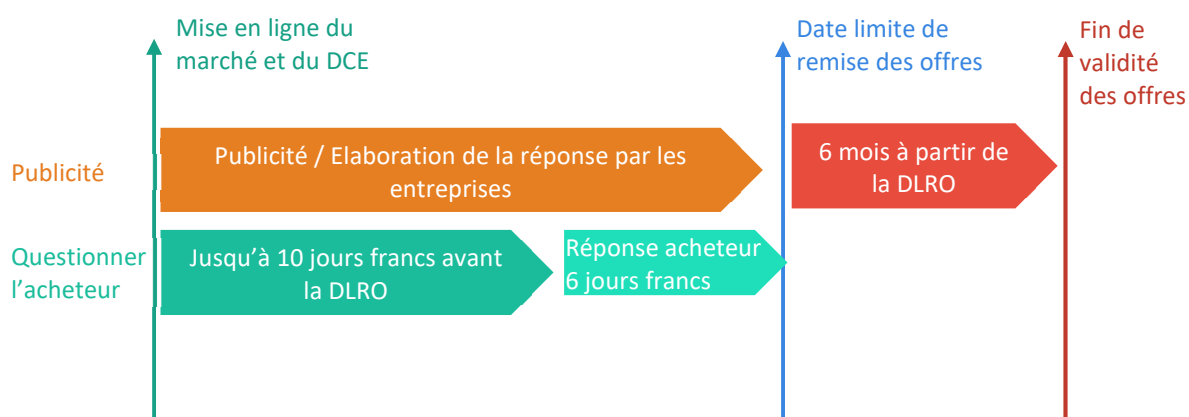 Mise en ligne du
marché et du DCE
Date limite de
remise des offres
Fin de
validité
des offres
Publicité
Publicité / Elaboration de la réponse par les
entreprises
6 mois à partir de
la DLRO
Questionner
l’acheteur
Jusqu’à 10 jours francs avant
la DLRO
Réponse acheteur
6 jours francs